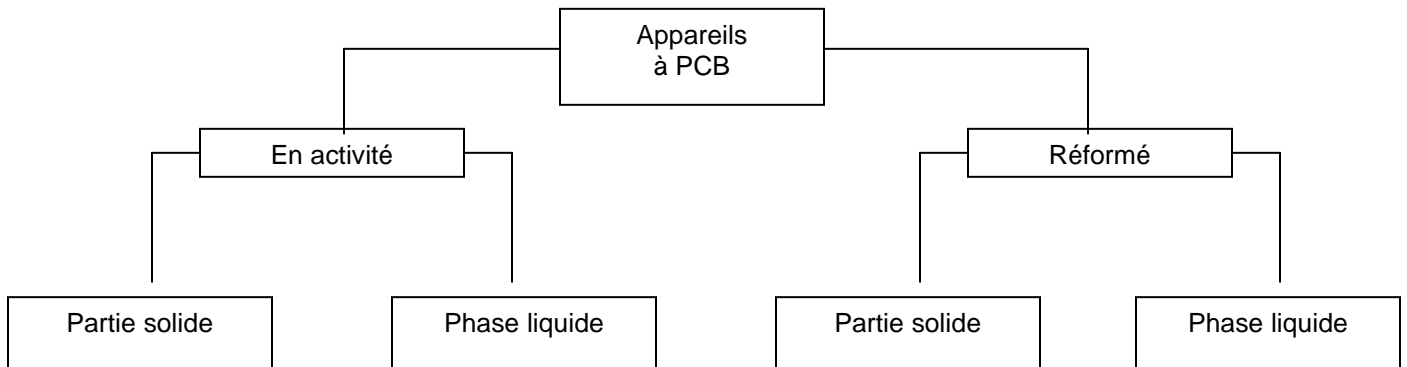 Appareils
à PCB
En activité
Réformé
Partie solide
Phase liquide
Partie solide
Phase liquide